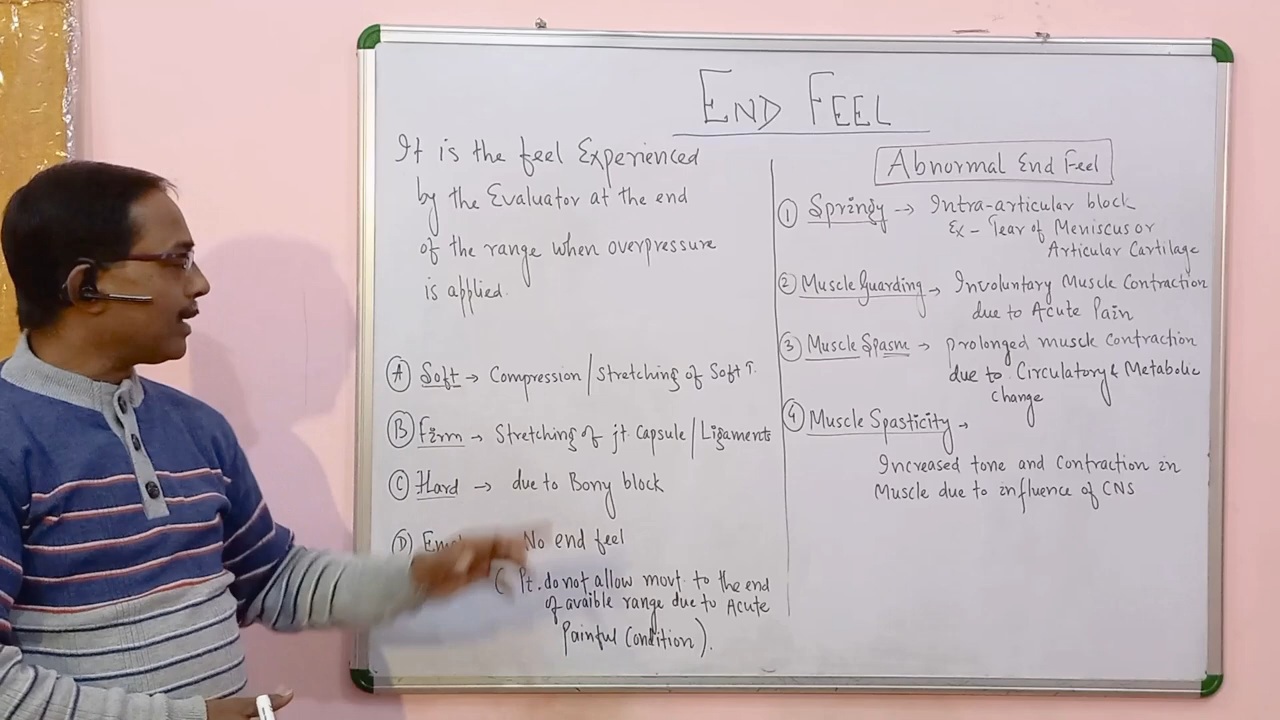 END FEEL
It is the feel Experienced
by the Evaluator at the end
of the range when overpressure
is applied.
(A) Soft → Compression/Stretching of Soft T.
(B) Firm → Stretching of jt Capsule/Ligaments
(C) Hard → due to Bony block
(D) No end feel
(Pt. do not allow movt. to the end
of avaible range due to Acute
Painful Condition).
Abnormal End Feel
(1) Springy → Intra-articular block
Ex – Tear of Meniscus or
Articular Cartilage
(2) Muscle Guarding → Involuntary Muscle Contraction
due to Acute Pain
(3) Muscle Spasm → prolonged muscle contraction
due to Circulatory & Metabolic
change
(4) Muscle Spasticity →
Increased tone and contraction in
Muscle due to influence of CNS